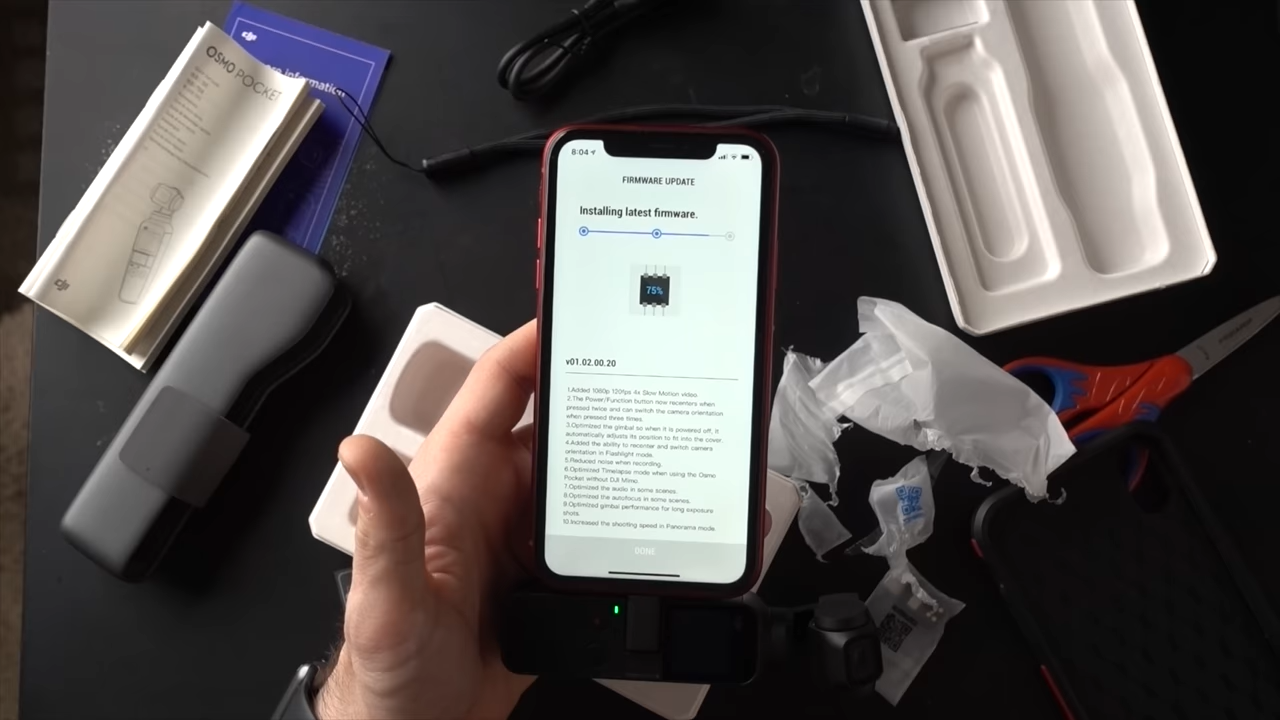 OSMO POCKET
information
8:04
FIRMWARE UPDATE
Installing latest firmware.
75%
v01.02.00.20
1.Added 1080p 120fps 4x Slow Motion video.
2.The Power/Function button now recenters when
pressed twice and can switch the camera orientation
when pressed three times.
3.Optimized the gimbal so when it is powered off, it
automatically adjusts its position to fit into the cover.
4.Added the ability to recenter and switch camera
orientation in Flashlight mode.
5.Reduced noise when recording.
6.Optimized Timelapse mode when using the Osmo
Pocket without DJI Mimo.
7.Optimized the audio in some scenes.
8.Optimized the autofocus in some scenes.
9.Optimized gimbal performance for long exposure
shots.
10.Increased the shooting speed in Panorama mode.
DONE
dji
dji